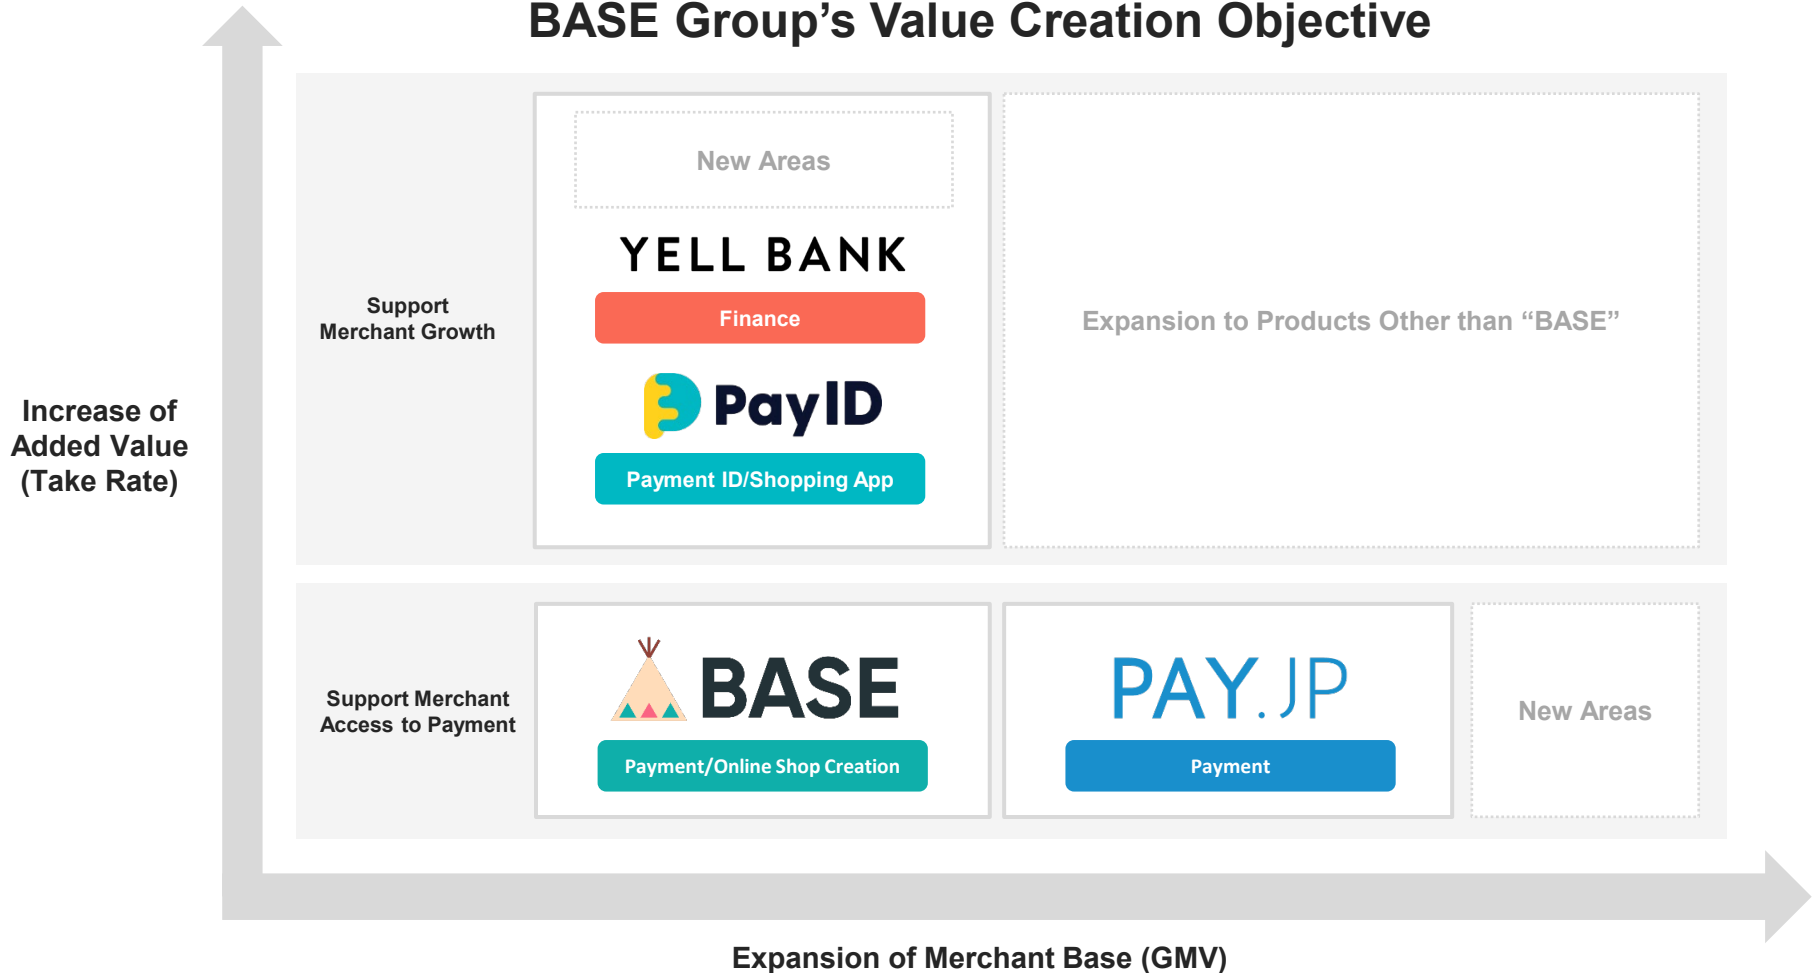 BASE Group’s Value Creation Objective
New Areas
YELL BANK
Finance
Support
Merchant Growth
Expansion to Products Other than “BASE”
PayID
Payment ID/Shopping App
Increase of
Added Value
(Take Rate)
Support Merchant
Access to Payment
BASE
Payment/Online Shop Creation
PAY.JP
Payment
New Areas
Expansion of Merchant Base (GMV)